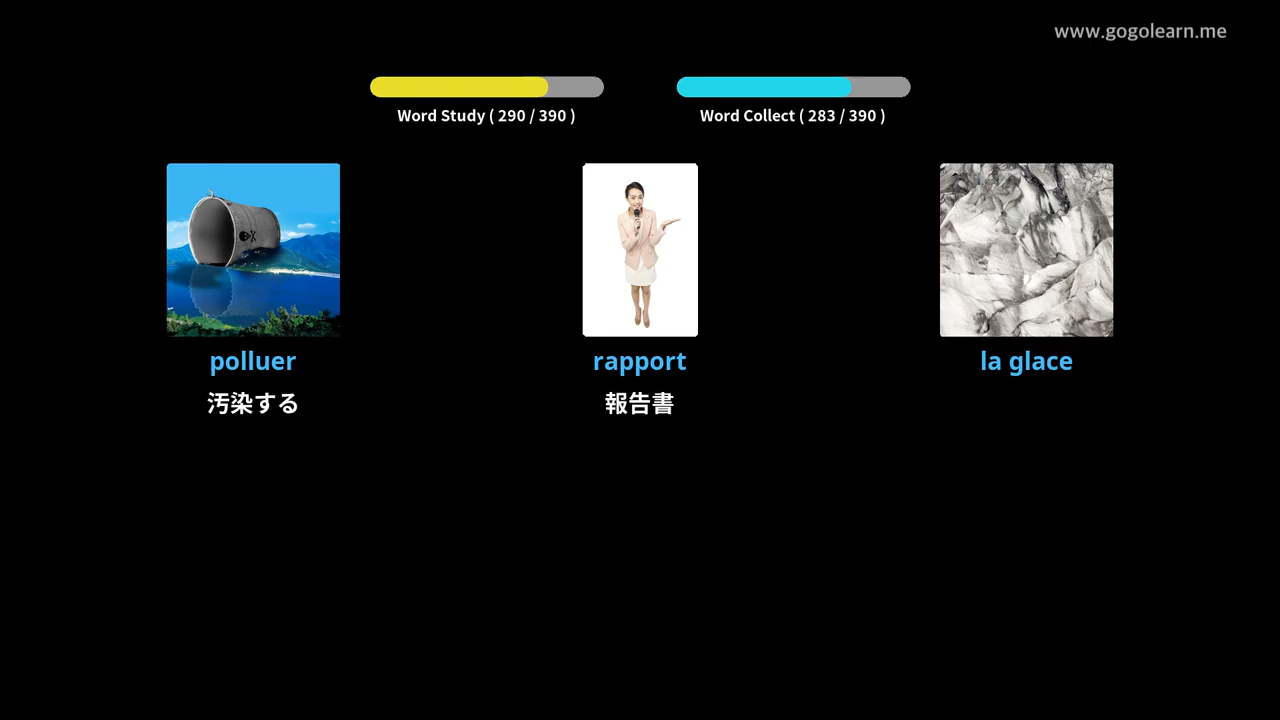 www.gogolearn.me
Word Study ( 290 / 390 )
Word Collect ( 283 / 390 )
polluer
rapport
la glace
汚染する
報告書